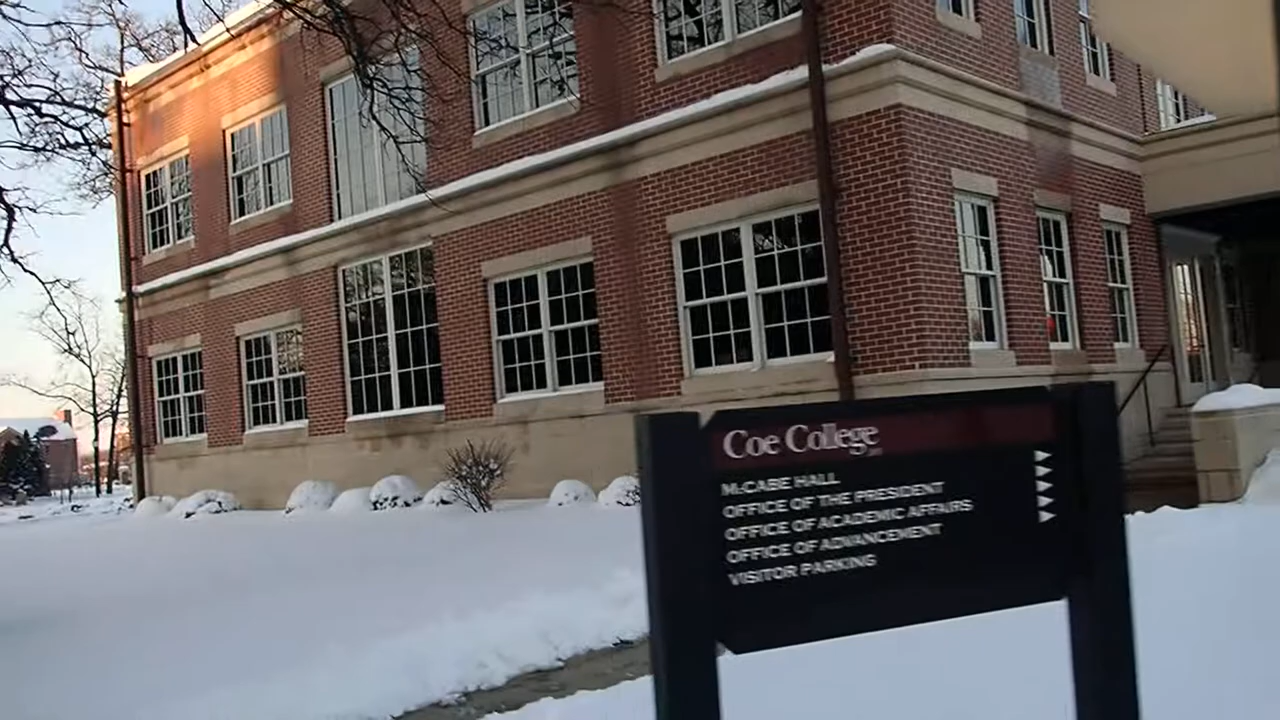 Coe College
McCABE HALL
OFFICE OF THE PRESIDENT
OFFICE OF ACADEMIC AFFAIRS
OFFICE OF ADVANCEMENT
VISITOR PARKING